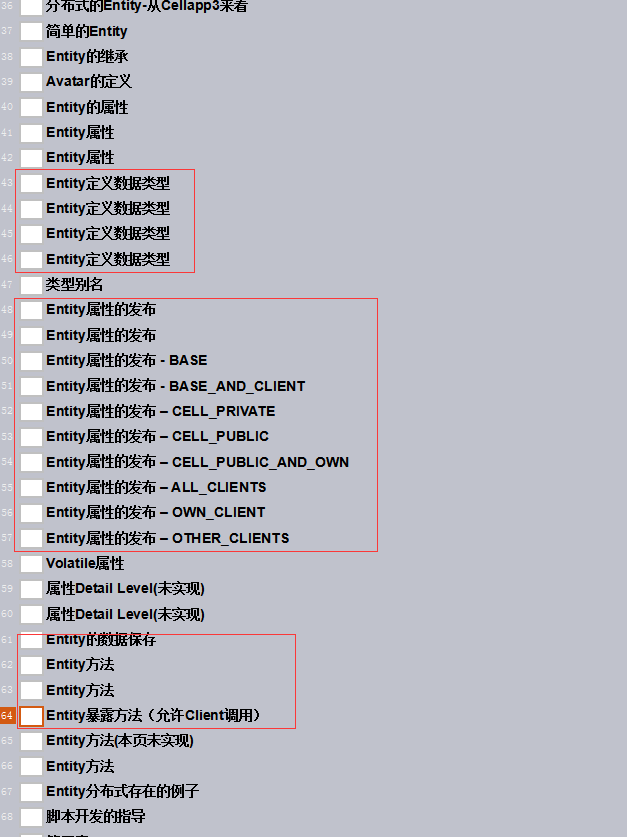 36 分布式的Entity-从Cellapp3来看
37 简单的Entity
38 Entity的继承
39 Avatar的定义
40 Entity的属性
41 Entity属性
42 Entity属性
43 Entity定义数据类型
44 Entity定义数据类型
45 Entity定义数据类型
46 Entity定义数据类型
47 类型别名
48 Entity属性的发布
49 Entity属性的发布
50 Entity属性的发布 - BASE
51 Entity属性的发布 - BASE_AND_CLIENT
52 Entity属性的发布 – CELL_PRIVATE
53 Entity属性的发布 – CELL_PUBLIC
54 Entity属性的发布 – CELL_PUBLIC_AND_OWN
55 Entity属性的发布 – ALL_CLIENTS
56 Entity属性的发布 – OWN_CLIENT
57 Entity属性的发布 – OTHER_CLIENTS
58 Volatile属性
59 属性Detail Level(未实现)
60 属性Detail Level(未实现)
61 Entity的数据保存
62 Entity方法
63 Entity方法
64 Entity暴露方法（允许Client调用）
65 Entity方法(本页未实现)
66 Entity方法
67 Entity分布式存在的例子
68 脚本开发的指导